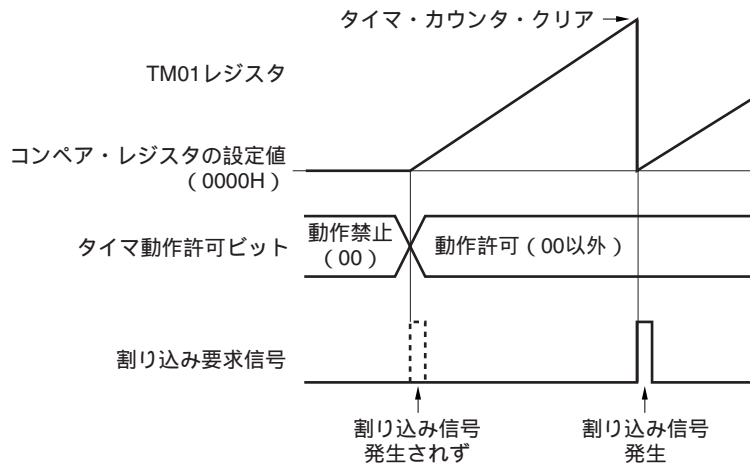 タイマ・カウンタ・クリア
TM01レジスタ
コンペア・レジスタの設定値
（0000H）
タイマ動作許可ビット
動作禁止
（00）
動作許可（00以外）
割り込み要求信号
割り込み信号
発生されず
割り込み信号
発生